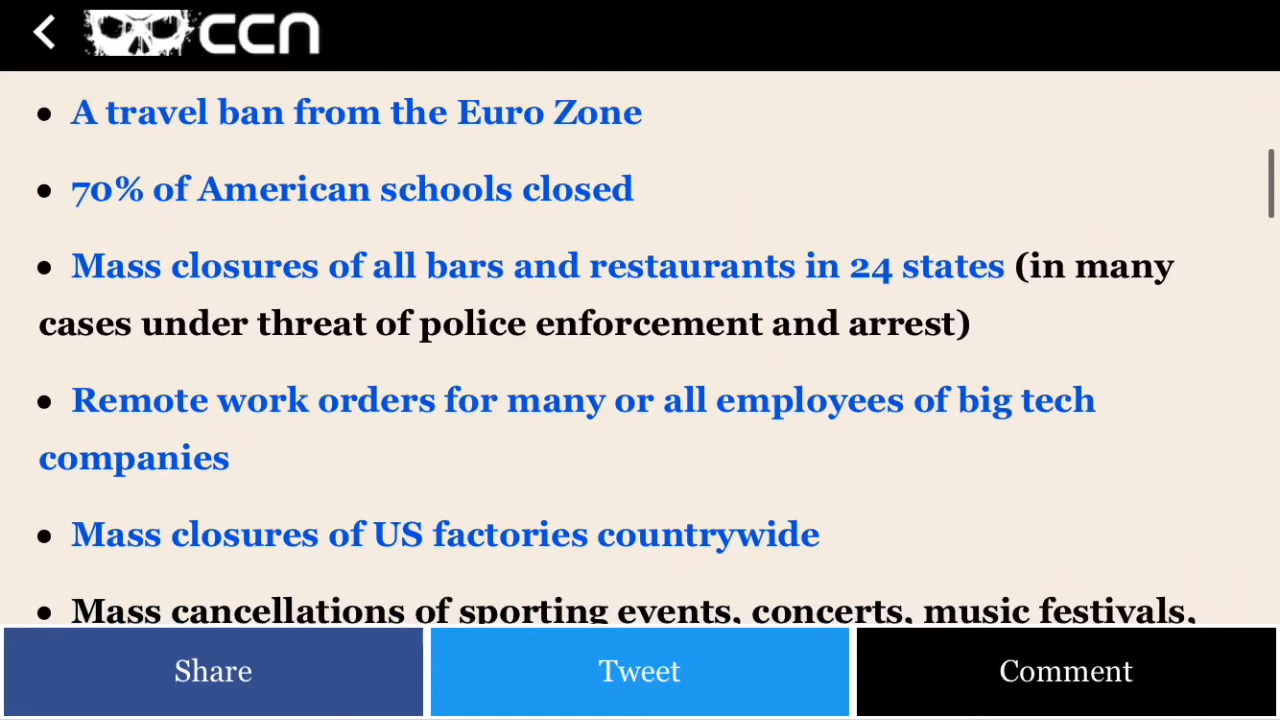 ccn
• A travel ban from the Euro Zone
• 70% of American schools closed
• Mass closures of all bars and restaurants in 24 states (in many
cases under threat of police enforcement and arrest)
• Remote work orders for many or all employees of big tech
companies
• Mass closures of US factories countrywide
• Mass cancellations of sporting events, concerts, music festivals,
Share Tweet Comment